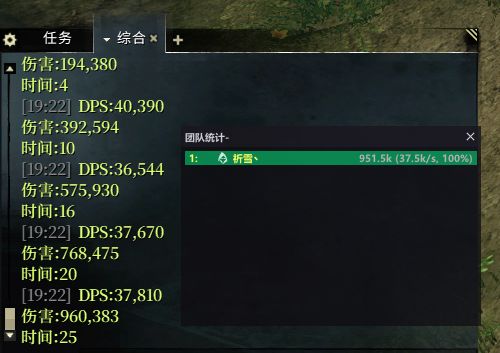 任务
综合
伤害:194,380
时间:4
[19:22] DPS:40,390
伤害:392,594
时间:10
[19:22] DPS:36,544
伤害:575,930
时间:16
[19:22] DPS:37,670
伤害:768,475
时间:20
[19:22] DPS:37,810
伤害:960,383
时间:25
团队统计-
1: 祈雪丶 951.5k (37.5k/s, 100%)